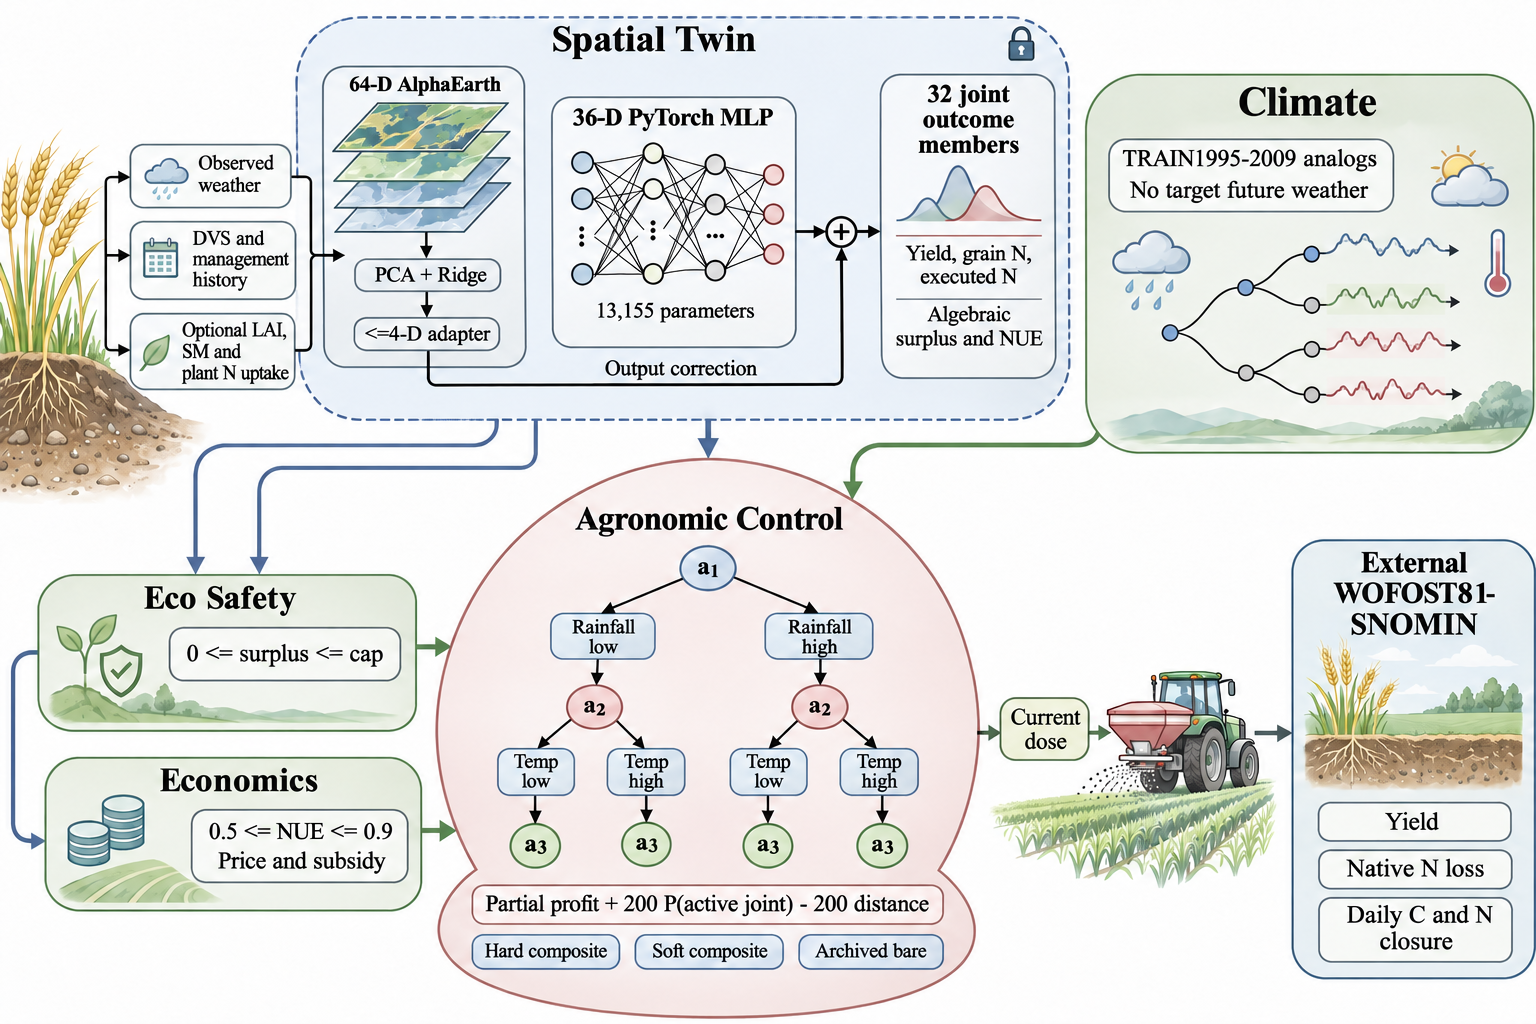 Spatial Twin
64-D AlphaEarth
PCA + Ridge
<=4-D adapter
36-D PyTorch MLP
13,155 parameters
Output correction
32 joint
outcome
members
Yield, grain N,
executed N
Algebraic
surplus and NUE
Observed
weather
DVS and
management
history
Optional LAI,
SM and
plant N uptake
Climate
TRAIN1995-2009 analogs
No target future weather
Eco Safety
0 <= surplus <= cap
Economics
0.5 <= NUE <= 0.9
Price and subsidy
Agronomic Control
a1
Rainfall
low
Rainfall
high
a2
a2
Temp
low
Temp
high
Temp
low
Temp
high
a3
a3
a3
a3
Partial profit + 200 P(active joint) - 200 distance
Hard composite
Soft composite
Archived bare
Current
dose
External
WOFOST81-
SNOMIN
Yield
Native N loss
Daily C and N
closure